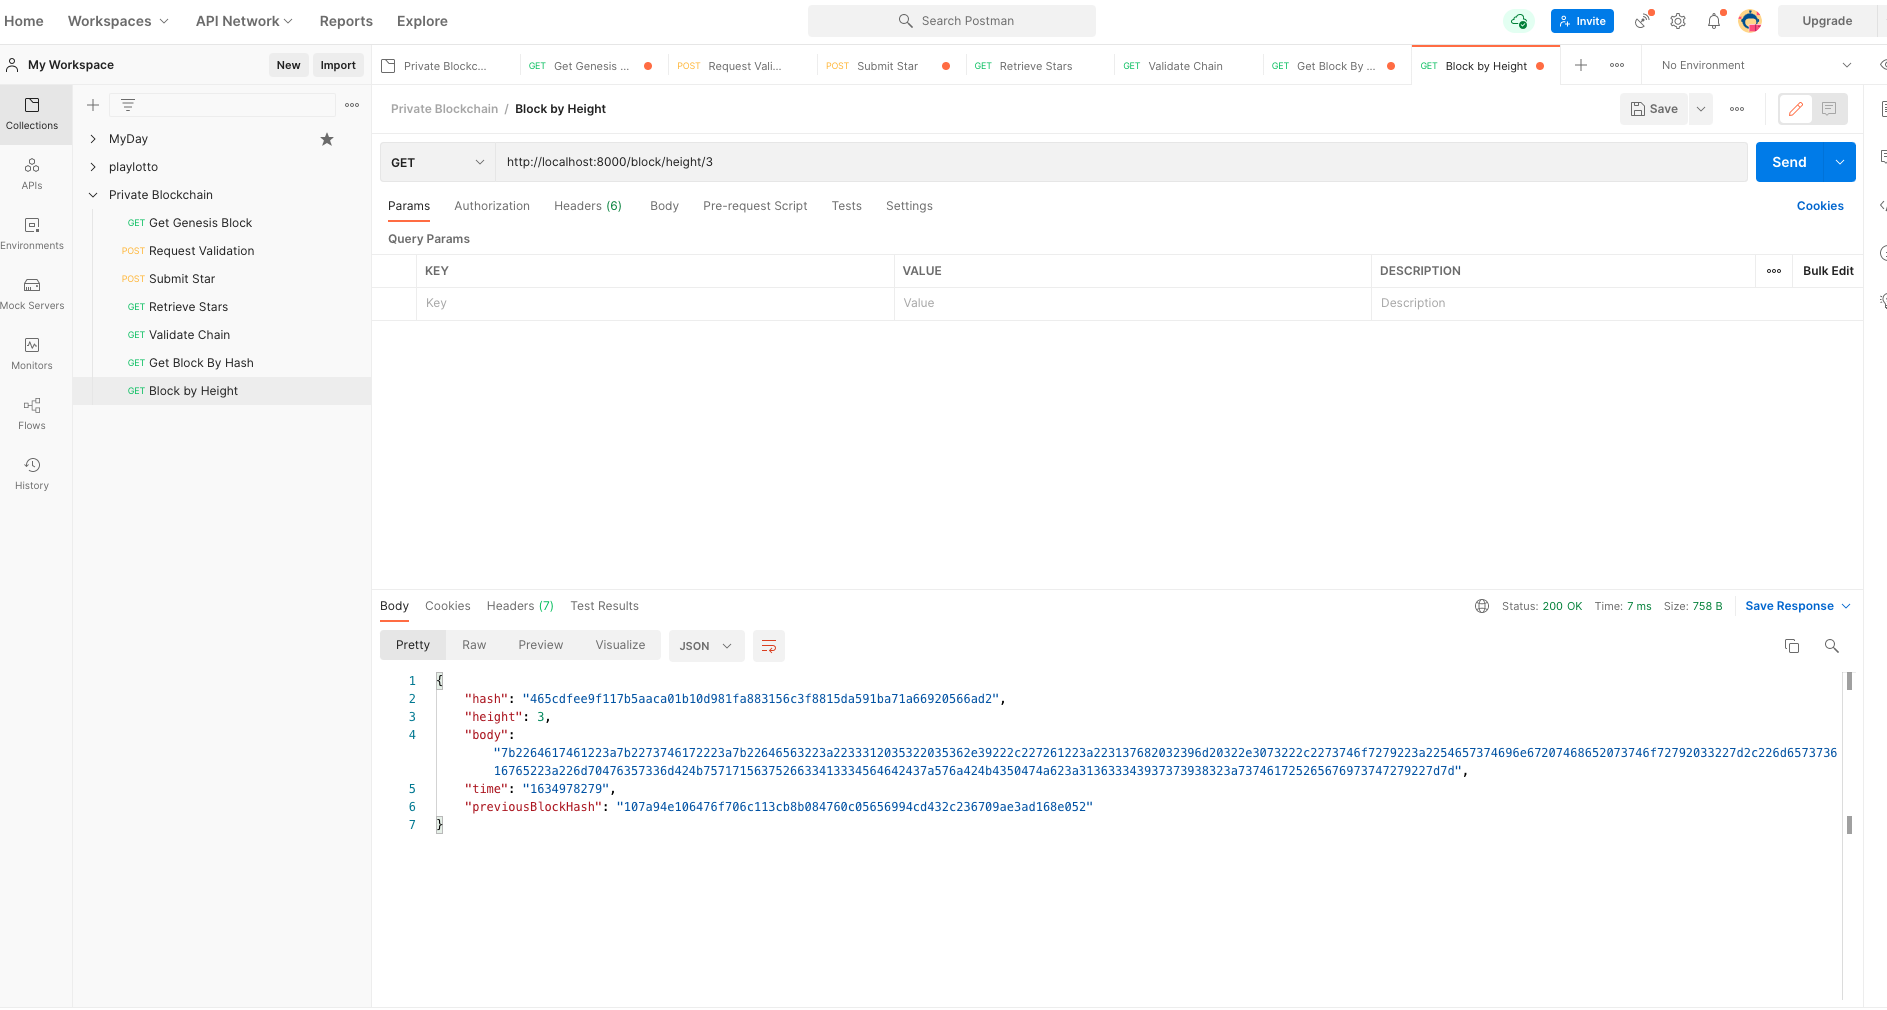 Home Workspaces API Network Reports Explore
Search Postman
Invite
Upgrade
My Workspace New Import
Private Blockc...
GET Get Genesis ...
POST Request Vali...
POST Submit Star
GET Retrieve Stars
GET Validate Chain
GET Get Block By ...
GET Block by Height
No Environment
Collections
APIs
Environments
Mock Servers
Monitors
Flows
History
MyDay
playlotto
Private Blockchain
GET Get Genesis Block
POST Request Validation
POST Submit Star
GET Retrieve Stars
GET Validate Chain
GET Get Block By Hash
GET Block by Height
Private Blockchain / Block by Height
Save
GET http://localhost:8000/block/height/3
Send
Params Authorization Headers (6) Body Pre-request Script Tests Settings
Cookies
Query Params
KEY VALUE DESCRIPTION
Bulk Edit
Key Value Description
Body Cookies Headers (7) Test Results
Status: 200 OK Time: 7 ms Size: 758 B Save Response
Pretty Raw Preview Visualize JSON
1 {
2 "hash": "465cdfee9f117b5aaca01b10d981fa883156c3f8815da591ba71a66920566ad2",
3 "height": 3,
4 "body":
"7b2264617461223a7b2273746172223a7b22646563223a2233312035322035362e39222c227261223a223137682032396d20322e3073222c2273746f7279223a2254657374696e67207468652073746f72792033227d2c226d6573736
16765223a226d70476357336d424b7571715637526633413334564642437a576a424b4350474a623a313633343937373938323a7374617252656769737472279227d7d",
5 "time": "1634978279",
6 "previousBlockHash": "107a94e106476f706c113cb8b084760c05656994cd432c236709ae3ad168e052"
7 }